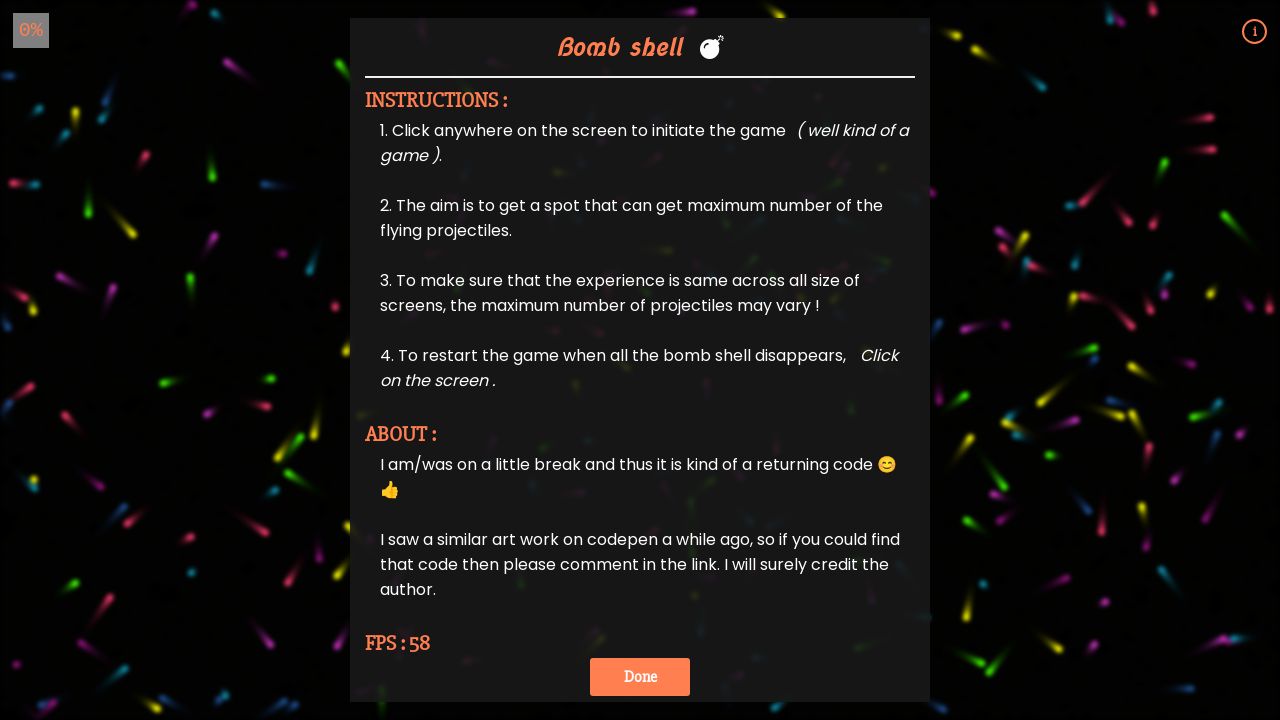 0%
i
Bomb shell 💣
INSTRUCTIONS :
1. Click anywhere on the screen to initiate the game ( well kind of a
game ).
2. The aim is to get a spot that can get maximum number of the
flying projectiles.
3. To make sure that the experience is same across all size of
screens, the maximum number of projectiles may vary !
4. To restart the game when all the bomb shell disappears, Click
on the screen .
ABOUT :
I am/was on a little break and thus it is kind of a returning code 😊
👍
I saw a similar art work on codepen a while ago, so if you could find
that code then please comment in the link. I will surely credit the
author.
FPS : 58
Done